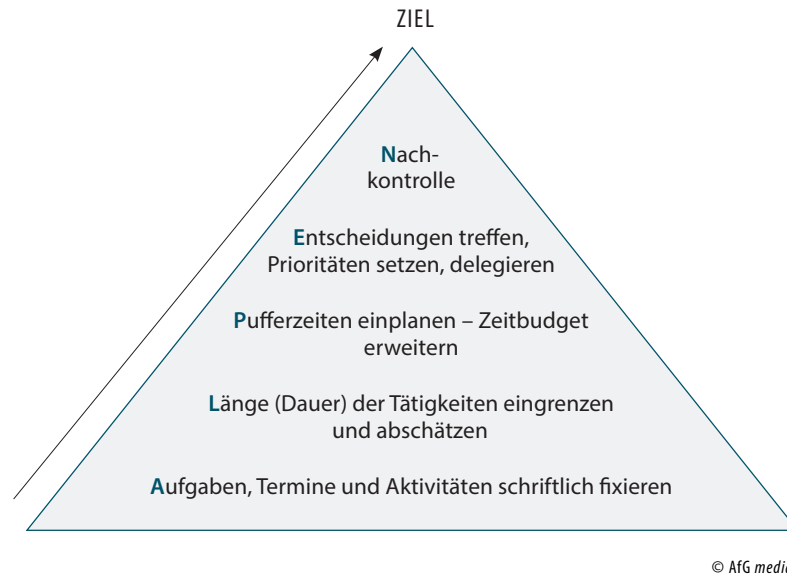 ZIEL
Nach-
kontrolle
Entscheidungen treffen,
Prioritäten setzen, delegieren
Pufferzeiten einplanen – Zeitbudget
erweitern
Länge (Dauer) der Tätigkeiten eingrenzen
und abschätzen
Aufgaben, Termine und Aktivitäten schriftlich fixieren
© AfG media